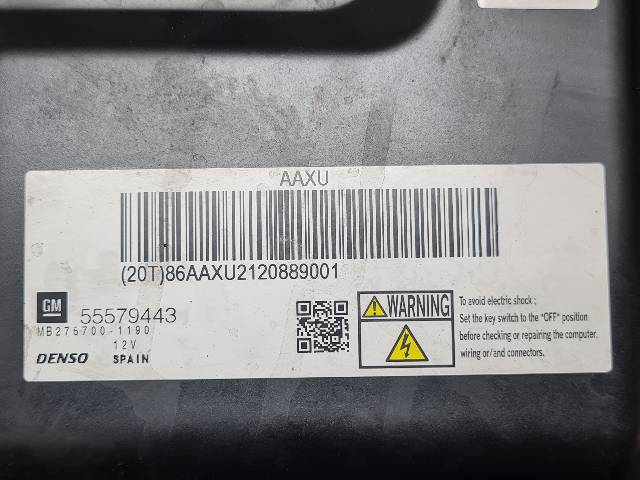 AAXU
(20T)86AAXU2120889001
GM 55579443
MB275700-1190
12V
DENSO SPAIN
WARNING
To avoid electric shock ;
Set the key switch to the "OFF" position
before checking or repairing the computer,
wiring or/and connectors.